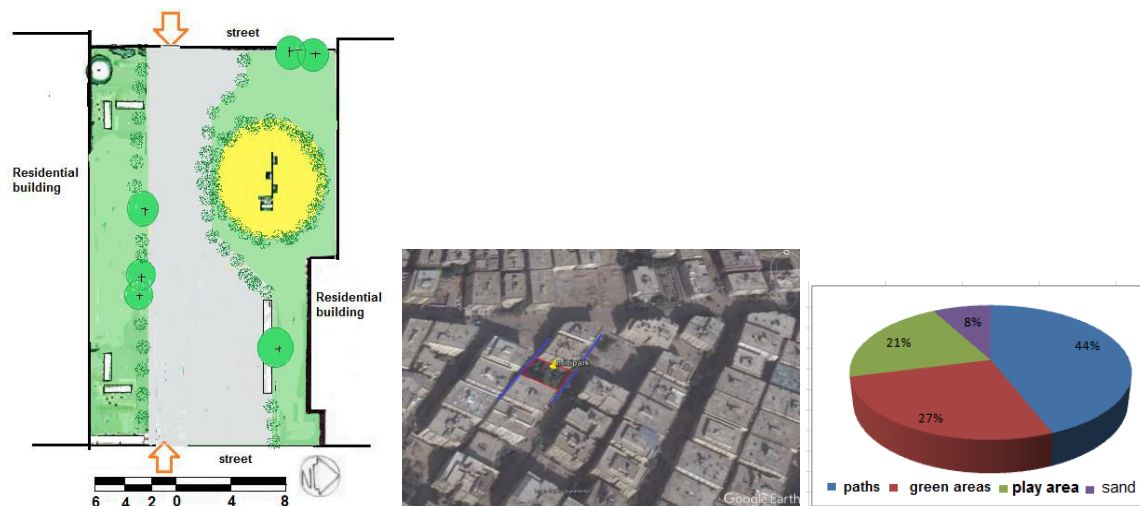 street
Residential
building
Residential
building
street
6 4 2 0 4 8
N
minipark
Google Earth
8%
21%
44%
27%
paths green areas play area sand